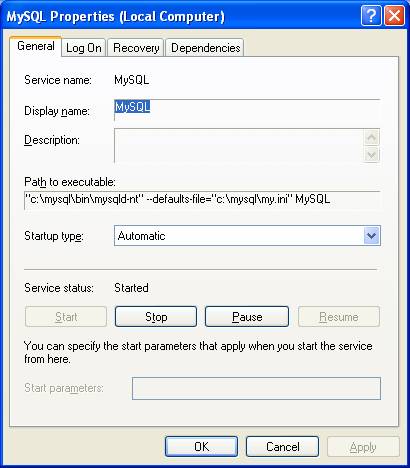 MySQL Properties (Local Computer)
General Log On Recovery Dependencies
Service name: MySQL
Display name: MySQL
Description:
Path to executable:
"c:\mysql\bin\mysqld-nt" --defaults-file="c:\mysql\my.ini" MySQL
Startup type: Automatic
Service status: Started
Start Stop Pause Resume
You can specify the start parameters that apply when you start the service
from here.
Start parameters:
OK Cancel Apply